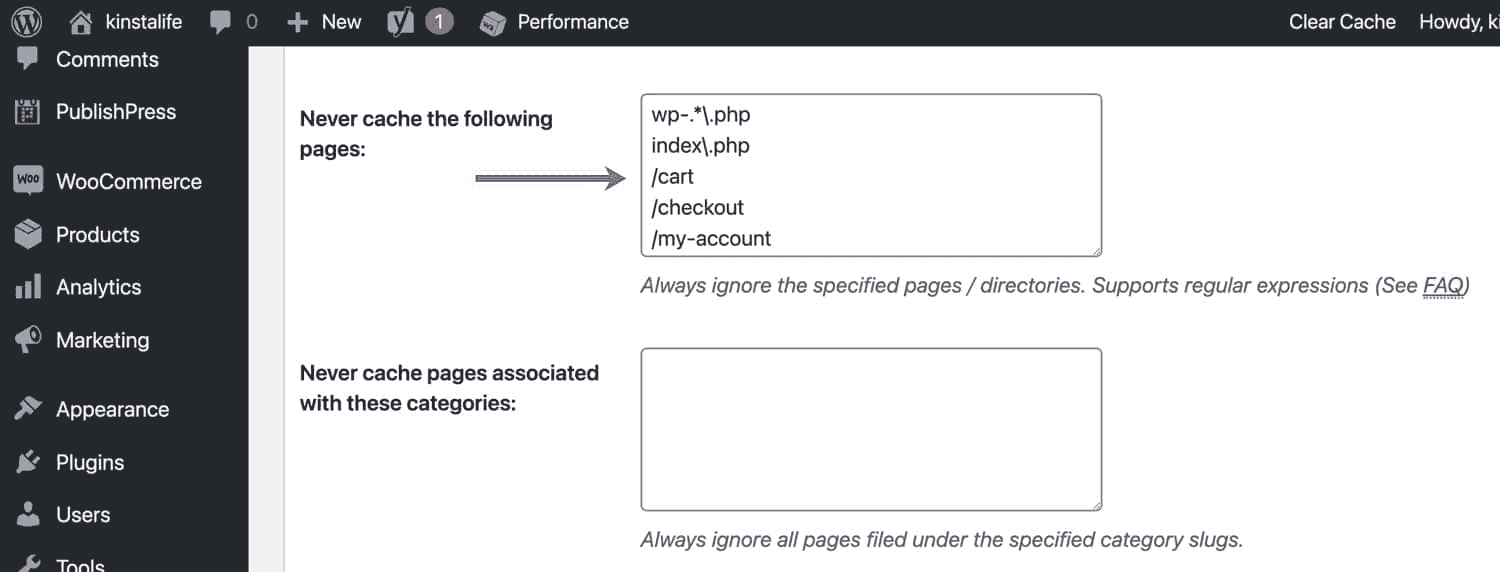 kinstalife 0 New 1 Performance Clear Cache Howdy, ki
Comments
PublishPress
WooCommerce
Products
Analytics
Marketing
Appearance
Plugins
Users
Tools
Never cache the following
pages:
wp-.*\.php
index\.php
/cart
/checkout
/my-account
Always ignore the specified pages / directories. Supports regular expressions (See FAQ)
Never cache pages associated
with these categories:
Always ignore all pages filed under the specified category slugs.